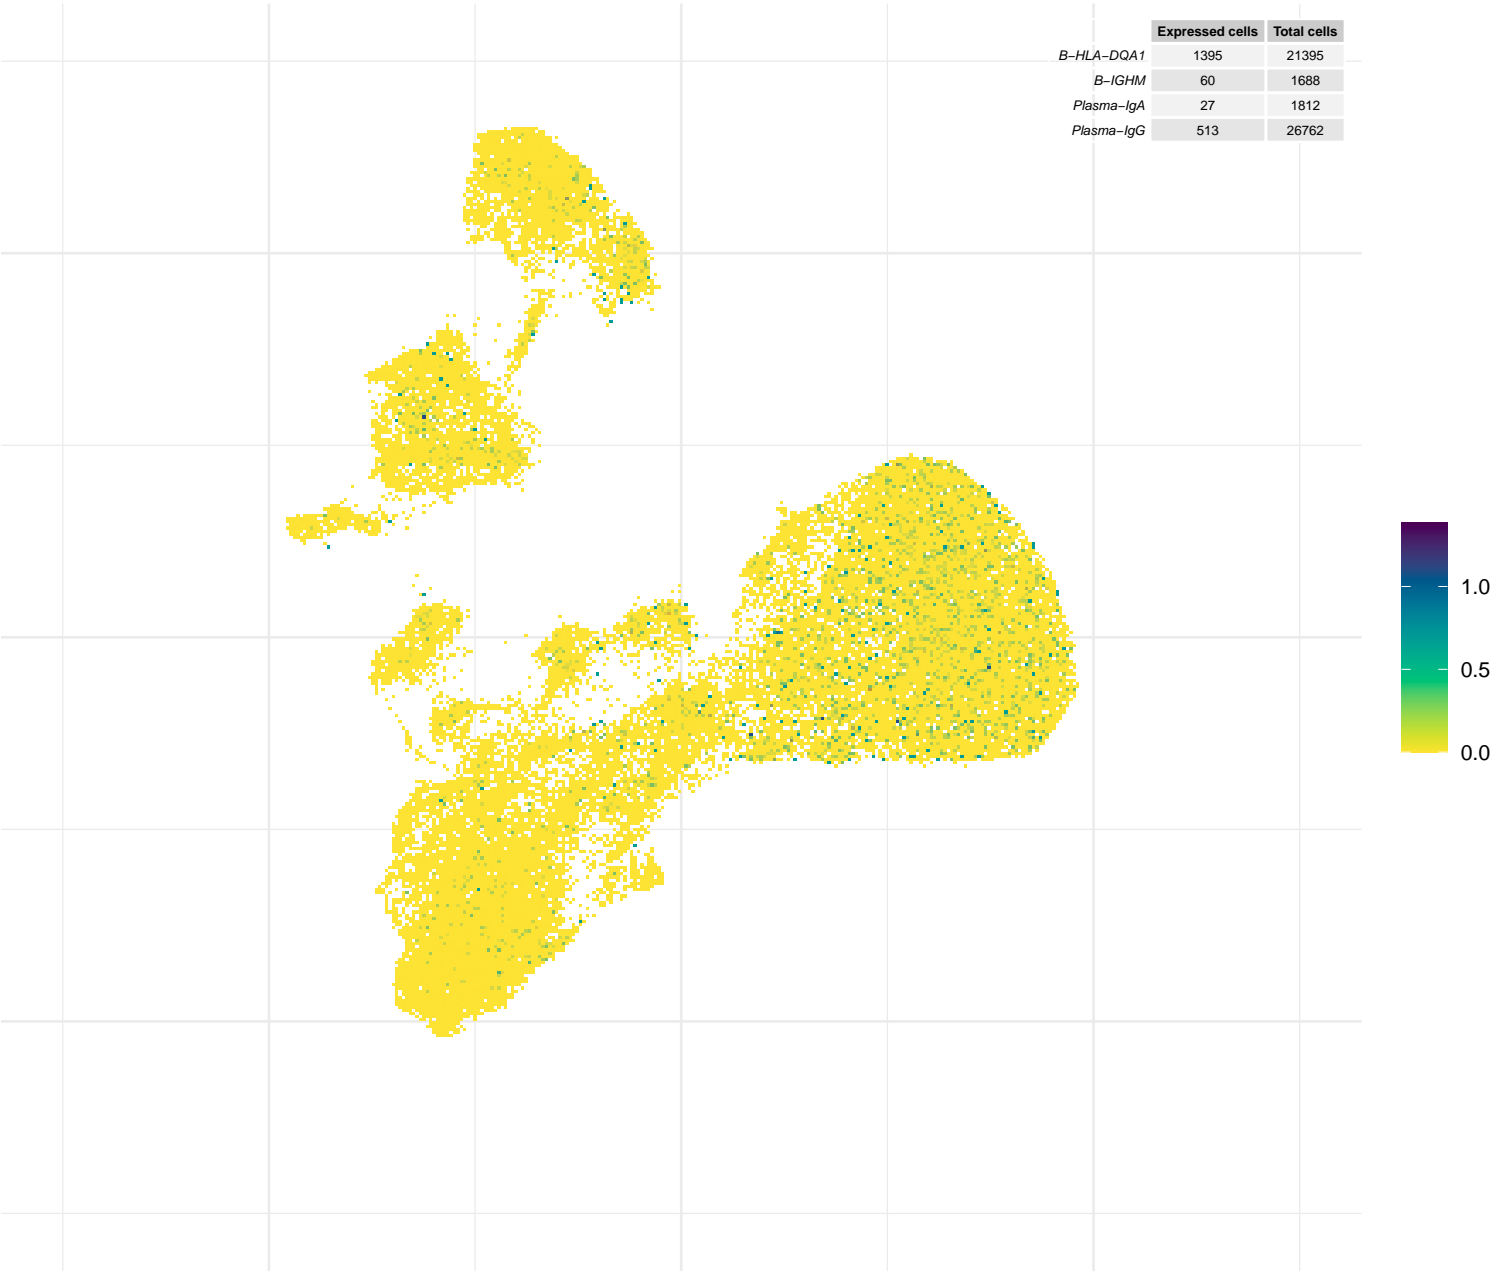 Expressed cells Total cells
B−HLA−DQA1 1395 21395
B−IGHM 60 1688
Plasma−IgA 27 1812
Plasma−IgG 513 26762
1.0
0.5
0.0